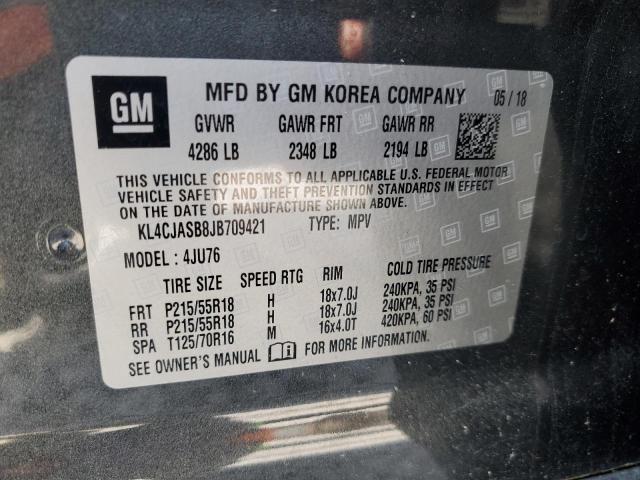 GM
MFD BY GM KOREA COMPANY 05 / 18
GVWR GAWR FRT GAWR RR
4286 LB 2348 LB 2194 LB
THIS VEHICLE CONFORMS TO ALL APPLICABLE U.S. FEDERAL MOTOR
VEHICLE SAFETY AND THEFT PREVENTION STANDARDS IN EFFECT
ON THE DATE OF MANUFACTURE SHOWN ABOVE.
KL4CJASB8JB709421 TYPE: MPV
MODEL : 4JU76
TIRE SIZE SPEED RTG RIM COLD TIRE PRESSURE
FRT P215/55R18 H 18x7.0J 240KPA, 35 PSI
RR P215/55R18 H 18x7.0J 240KPA, 35 PSI
SPA T125/70R16 M 16x4.0T 420KPA, 60 PSI
SEE OWNER'S MANUAL FOR MORE INFORMATION.